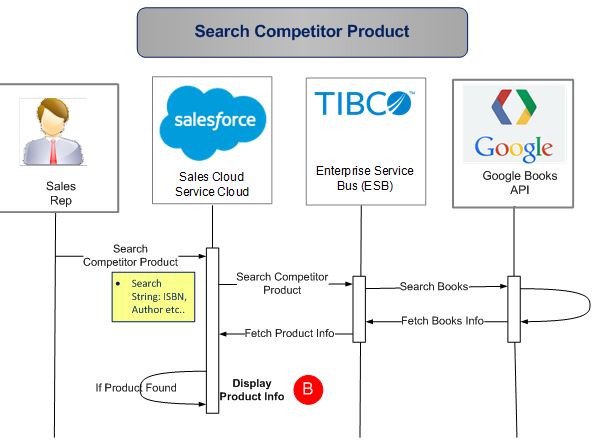 Search Competitor Product
salesforce
TIBCO™
Google
Sales
Rep
Sales Cloud
Service Cloud
Enterprise Service
Bus (ESB)
Google Books
API
Search
Competitor Product
• Search
String: ISBN,
Author etc..
Search Competitor
Product
Search Books
Fetch Product Info
Fetch Books Info
If Product Found
Display
Product Info
B